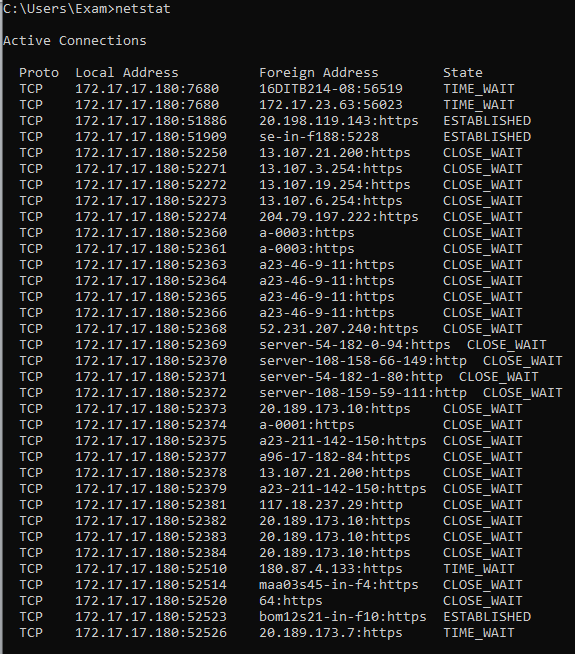 C:\Users\Exam>netstat
Active Connections
Proto  Local Address          Foreign Address        State
TCP    172.17.17.180:7680     16DITB214-08:56519     TIME_WAIT
TCP    172.17.17.180:7680     172.17.23.63:56023     TIME_WAIT
TCP    172.17.17.180:51886    20.198.119.143:https   ESTABLISHED
TCP    172.17.17.180:51909    se-in-f188:5228        ESTABLISHED
TCP    172.17.17.180:52250    13.107.21.200:https    CLOSE_WAIT
TCP    172.17.17.180:52271    13.107.3.254:https     CLOSE_WAIT
TCP    172.17.17.180:52272    13.107.19.254:https    CLOSE_WAIT
TCP    172.17.17.180:52273    13.107.6.254:https     CLOSE_WAIT
TCP    172.17.17.180:52274    204.79.197.222:https   CLOSE_WAIT
TCP    172.17.17.180:52360    a-0003:https           CLOSE_WAIT
TCP    172.17.17.180:52361    a-0003:https           CLOSE_WAIT
TCP    172.17.17.180:52363    a23-46-9-11:https      CLOSE_WAIT
TCP    172.17.17.180:52364    a23-46-9-11:https      CLOSE_WAIT
TCP    172.17.17.180:52365    a23-46-9-11:https      CLOSE_WAIT
TCP    172.17.17.180:52366    a23-46-9-11:https      CLOSE_WAIT
TCP    172.17.17.180:52368    52.231.207.240:https   CLOSE_WAIT
TCP    172.17.17.180:52369    server-54-182-0-94:https  CLOSE_WAIT
TCP    172.17.17.180:52370    server-108-158-66-149:http  CLOSE_WAIT
TCP    172.17.17.180:52371    server-54-182-1-80:http  CLOSE_WAIT
TCP    172.17.17.180:52372    server-108-159-59-111:http  CLOSE_WAIT
TCP    172.17.17.180:52373    20.189.173.10:https    CLOSE_WAIT
TCP    172.17.17.180:52374    a-0001:https           CLOSE_WAIT
TCP    172.17.17.180:52375    a23-211-142-150:https  CLOSE_WAIT
TCP    172.17.17.180:52377    a96-17-182-84:https    CLOSE_WAIT
TCP    172.17.17.180:52378    13.107.21.200:https    CLOSE_WAIT
TCP    172.17.17.180:52379    a23-211-142-150:https  CLOSE_WAIT
TCP    172.17.17.180:52381    117.18.237.29:http     CLOSE_WAIT
TCP    172.17.17.180:52382    20.189.173.10:https    CLOSE_WAIT
TCP    172.17.17.180:52383    20.189.173.10:https    CLOSE_WAIT
TCP    172.17.17.180:52384    20.189.173.10:https    CLOSE_WAIT
TCP    172.17.17.180:52510    180.87.4.133:https     TIME_WAIT
TCP    172.17.17.180:52514    maa03s45-in-f4:https   CLOSE_WAIT
TCP    172.17.17.180:52520    64:https               CLOSE_WAIT
TCP    172.17.17.180:52523    bom12s21-in-f10:https  ESTABLISHED
TCP    172.17.17.180:52526    20.189.173.7:https     TIME_WAIT